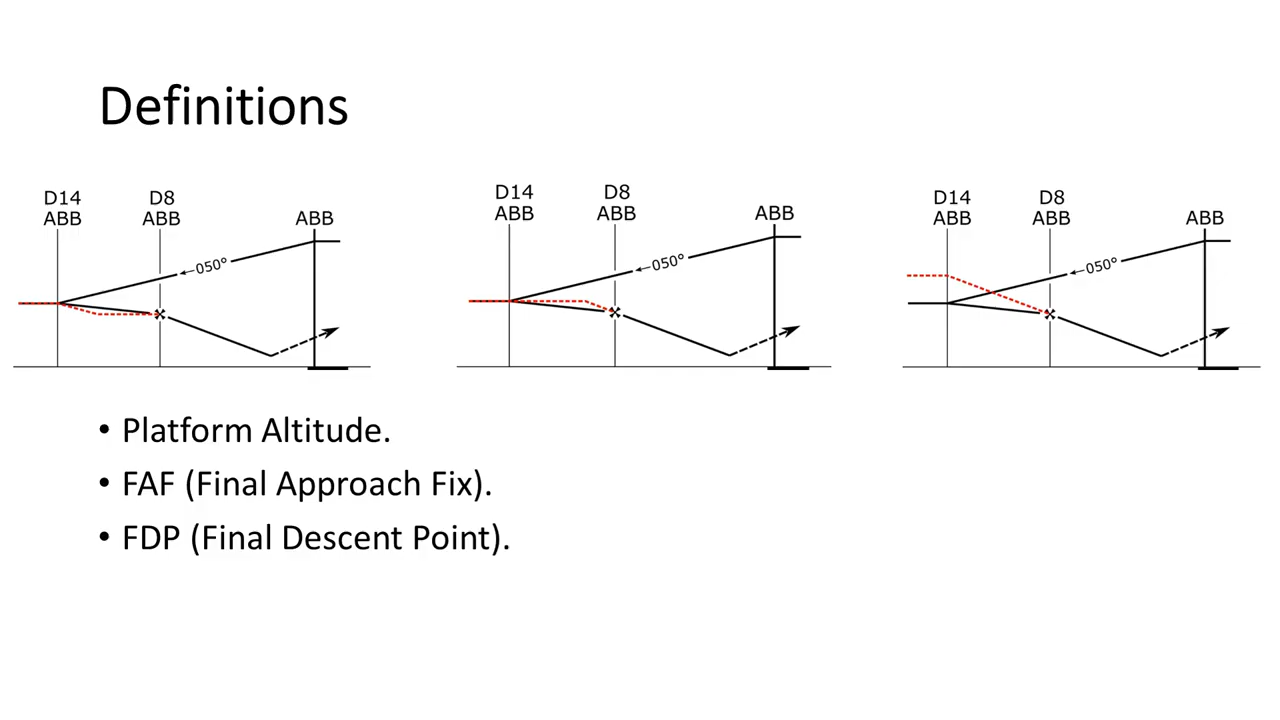 Definitions
D14
ABB
D8
ABB
ABB
050°
D14
ABB
D8
ABB
ABB
050°
D14
ABB
D8
ABB
ABB
050°
• Platform Altitude.
• FAF (Final Approach Fix).
• FDP (Final Descent Point).